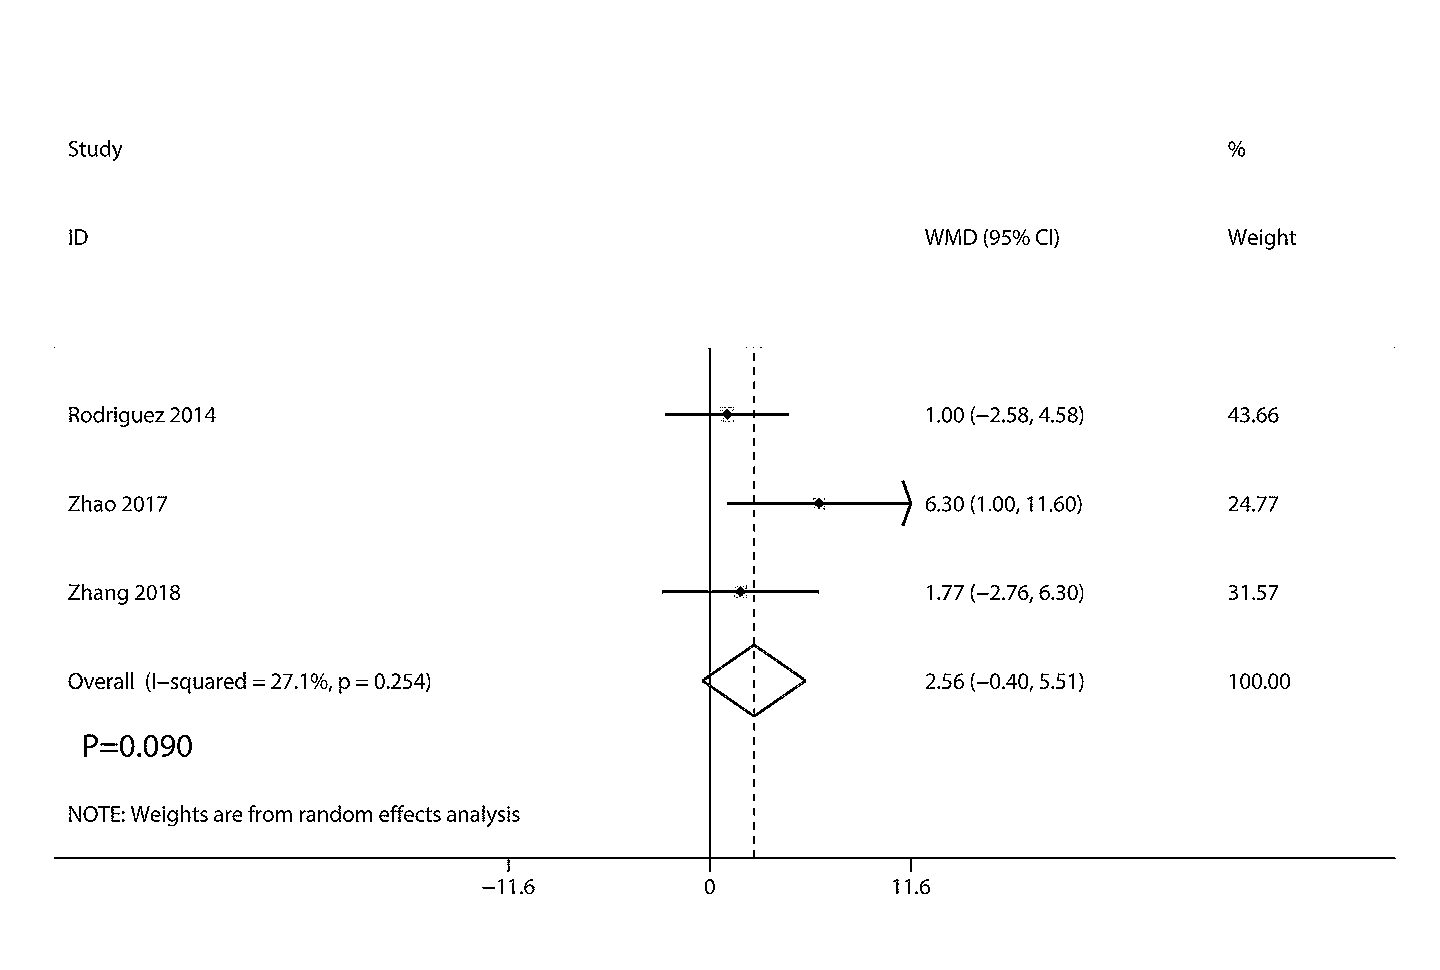 Study %
ID WMD (95% CI) Weight
Rodriguez 2014 1.00 (−2.58, 4.58) 43.66
Zhao 2017 6.30 (1.00, 11.60) 24.77
Zhang 2018 1.77 (−2.76, 6.30) 31.57
Overall (I−squared = 27.1%, p = 0.254) 2.56 (−0.40, 5.51) 100.00
P=0.090
NOTE: Weights are from random effects analysis
−11.6 0 11.6